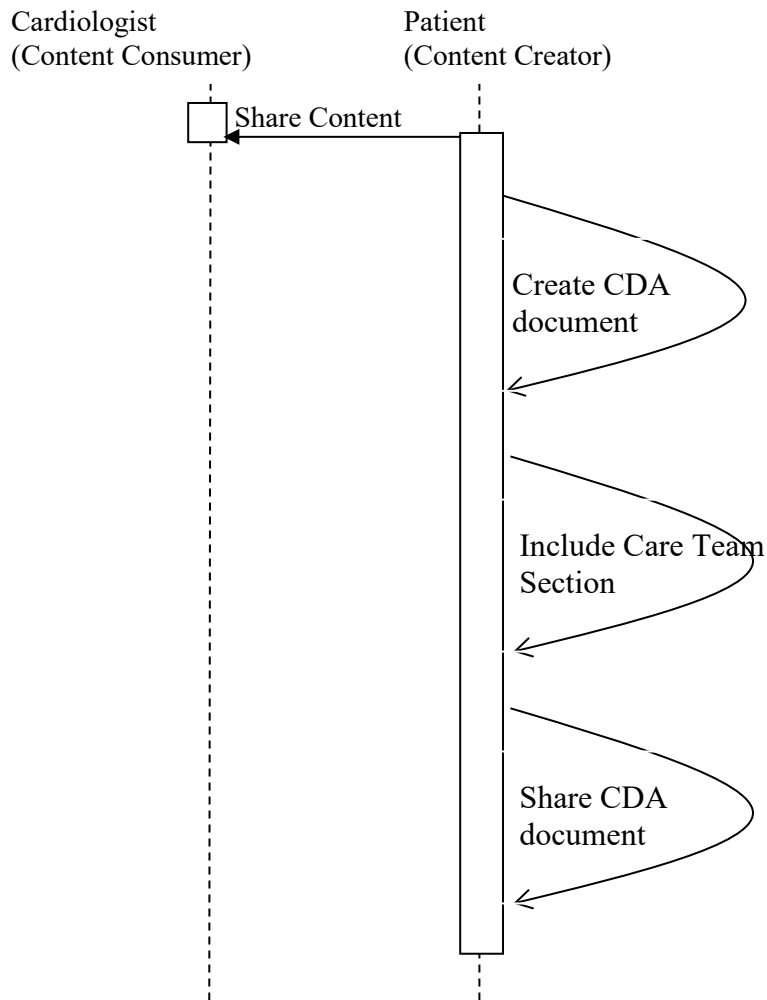 Cardiologist
(Content Consumer)
Patient
(Content Creator)
Share Content
Create CDA
document
Include Care Team
Section
Share CDA
document